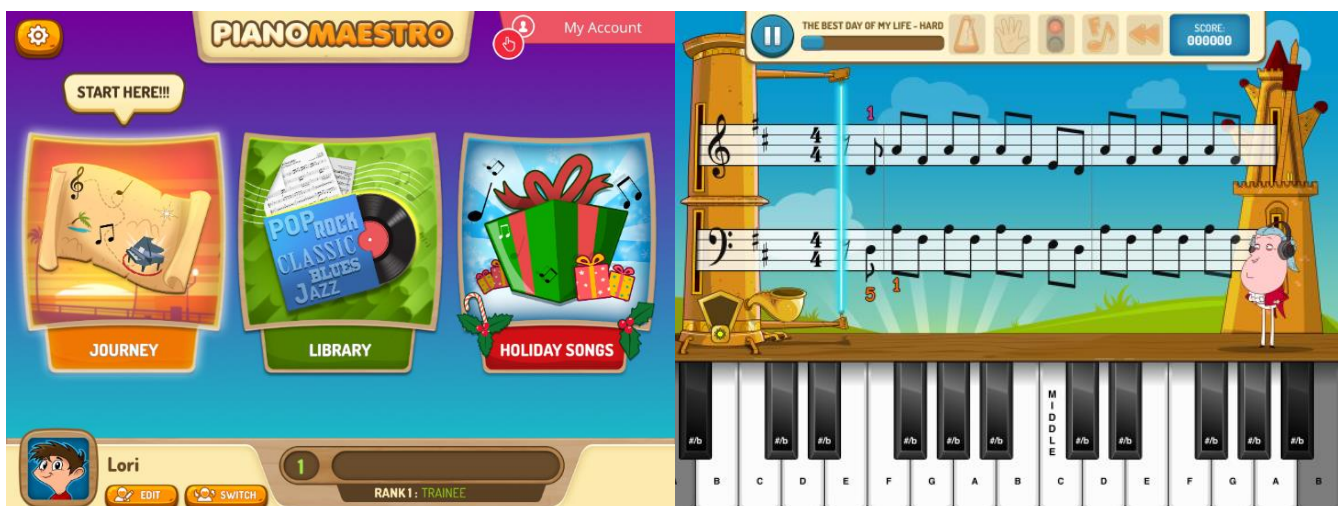 PIANOMAESTRO
My Account
START HERE!!!
POP ROCK
CLASSIC
BLUES
JAZZ
JOURNEY
LIBRARY
HOLIDAY SONGS
Lori
EDIT
SWITCH
1
RANK 1: TRAINEE
THE BEST DAY OF MY LIFE - HARD
SCORE:
000000
1
4
4
4
4
5
1
MIDDLE
#/b #/b #/b #/b #/b #/b #/b #/b #/b #/b
B C D E F G A B C D E F G A B